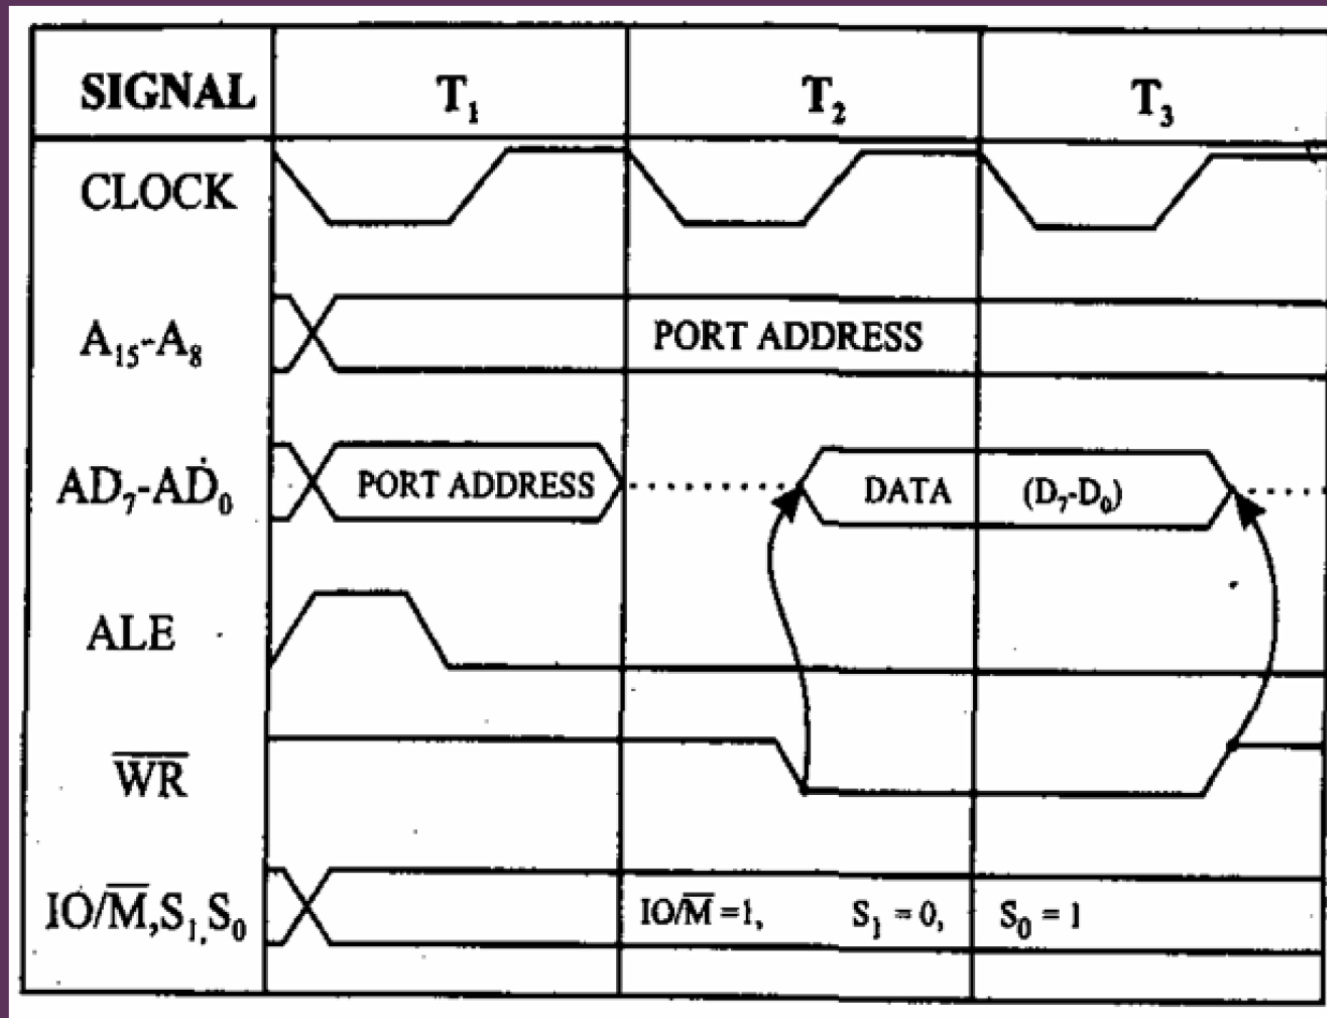 SIGNAL T₁ T₂ T₃
CLOCK
A₁₅-A₈ PORT ADDRESS
AD₇-AD₀ PORT ADDRESS DATA (D₇-D₀)
ALE
W̅R̅
IO/M̅,S₁,S₀ IO/M̅=1, S₁ = 0, S₀ = 1